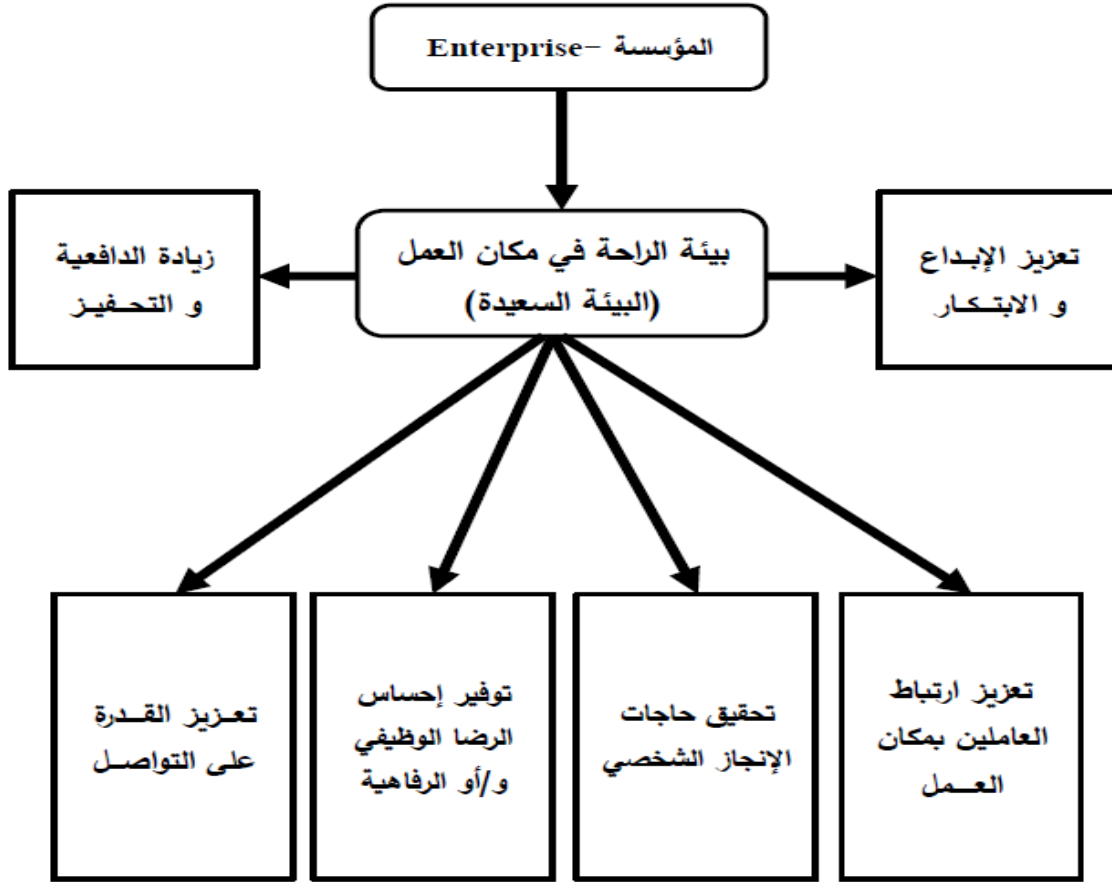 المؤسسة – Enterprise
بيئة الراحة في مكان العمل
(البيئة السعيدة)
تعزيز الإبداع
و الابتكار
زيادة الدافعية
و التحفيز
تعزيز ارتباط
العاملين بمكان
العمل
تحقيق حاجات
الإنجاز الشخصي
توفير إحساس
الرضا الوظيفي
و/أو الرفاهية
تعزيز القدرة
على التواصل